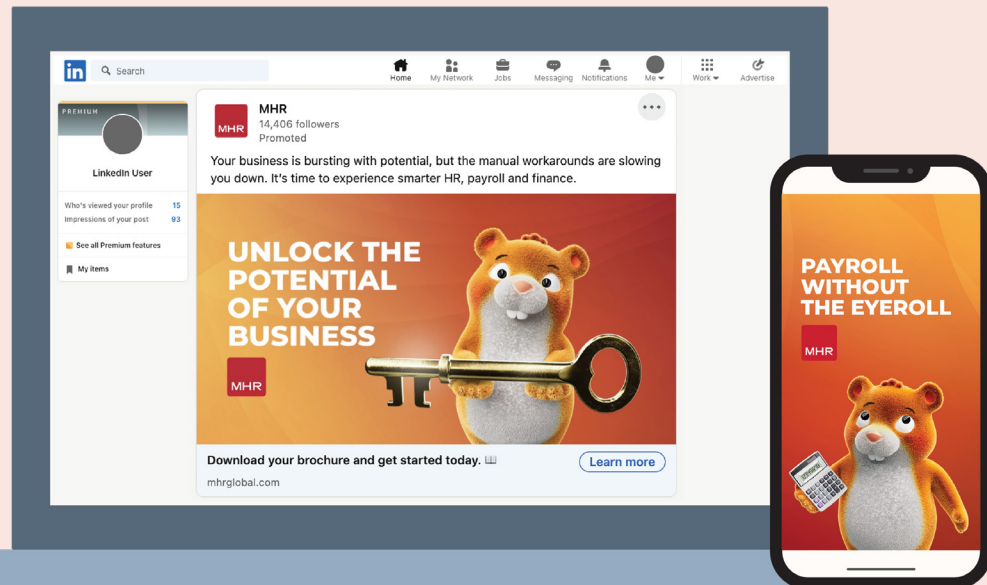 in
Search
Home
My Network
Jobs
Messaging
Notifications
Me
Work
Advertise
PREMIUM
LinkedIn User
Who's viewed your profile 15
Impressions of your post 93
See all Premium features
My items
MHR
MHR
14,406 followers
Promoted
Your business is bursting with potential, but the manual workarounds are slowing
you down. It's time to experience smarter HR, payroll and finance.
UNLOCK THE
POTENTIAL
OF YOUR
BUSINESS
MHR
Download your brochure and get started today.
Learn more
mhrglobal.com
PAYROLL
WITHOUT
THE EYEROLL
MHR